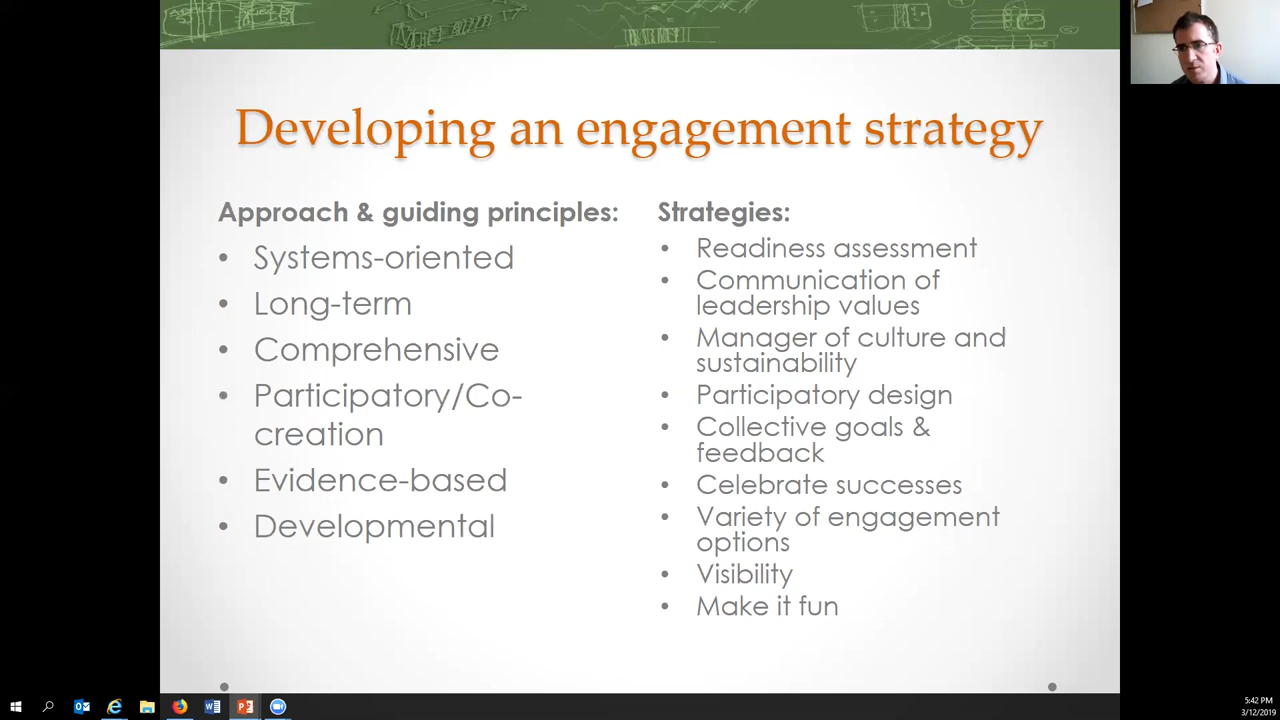 Developing an engagement strategy
Approach & guiding principles:
• Systems-oriented
• Long-term
• Comprehensive
• Participatory/Co-
creation
• Evidence-based
• Developmental
Strategies:
• Readiness assessment
• Communication of
leadership values
• Manager of culture and
sustainability
• Participatory design
• Collective goals &
feedback
• Celebrate successes
• Variety of engagement
options
• Visibility
• Make it fun
5:42 PM
3/12/2019